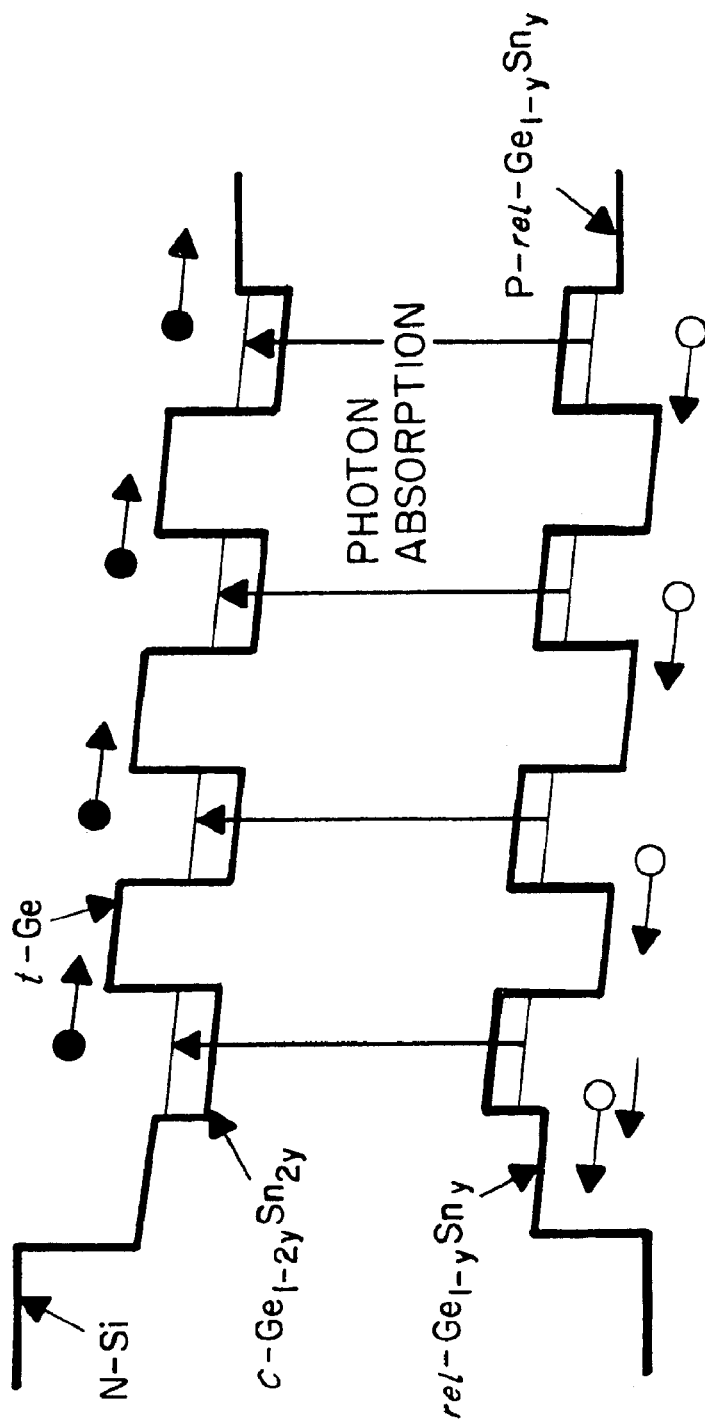 N-Si
t-Ge
c-Ge1-2ySn2y
rel-Ge1-ySny
PHOTON
ABSORPTION
P-rel-Ge1-ySny